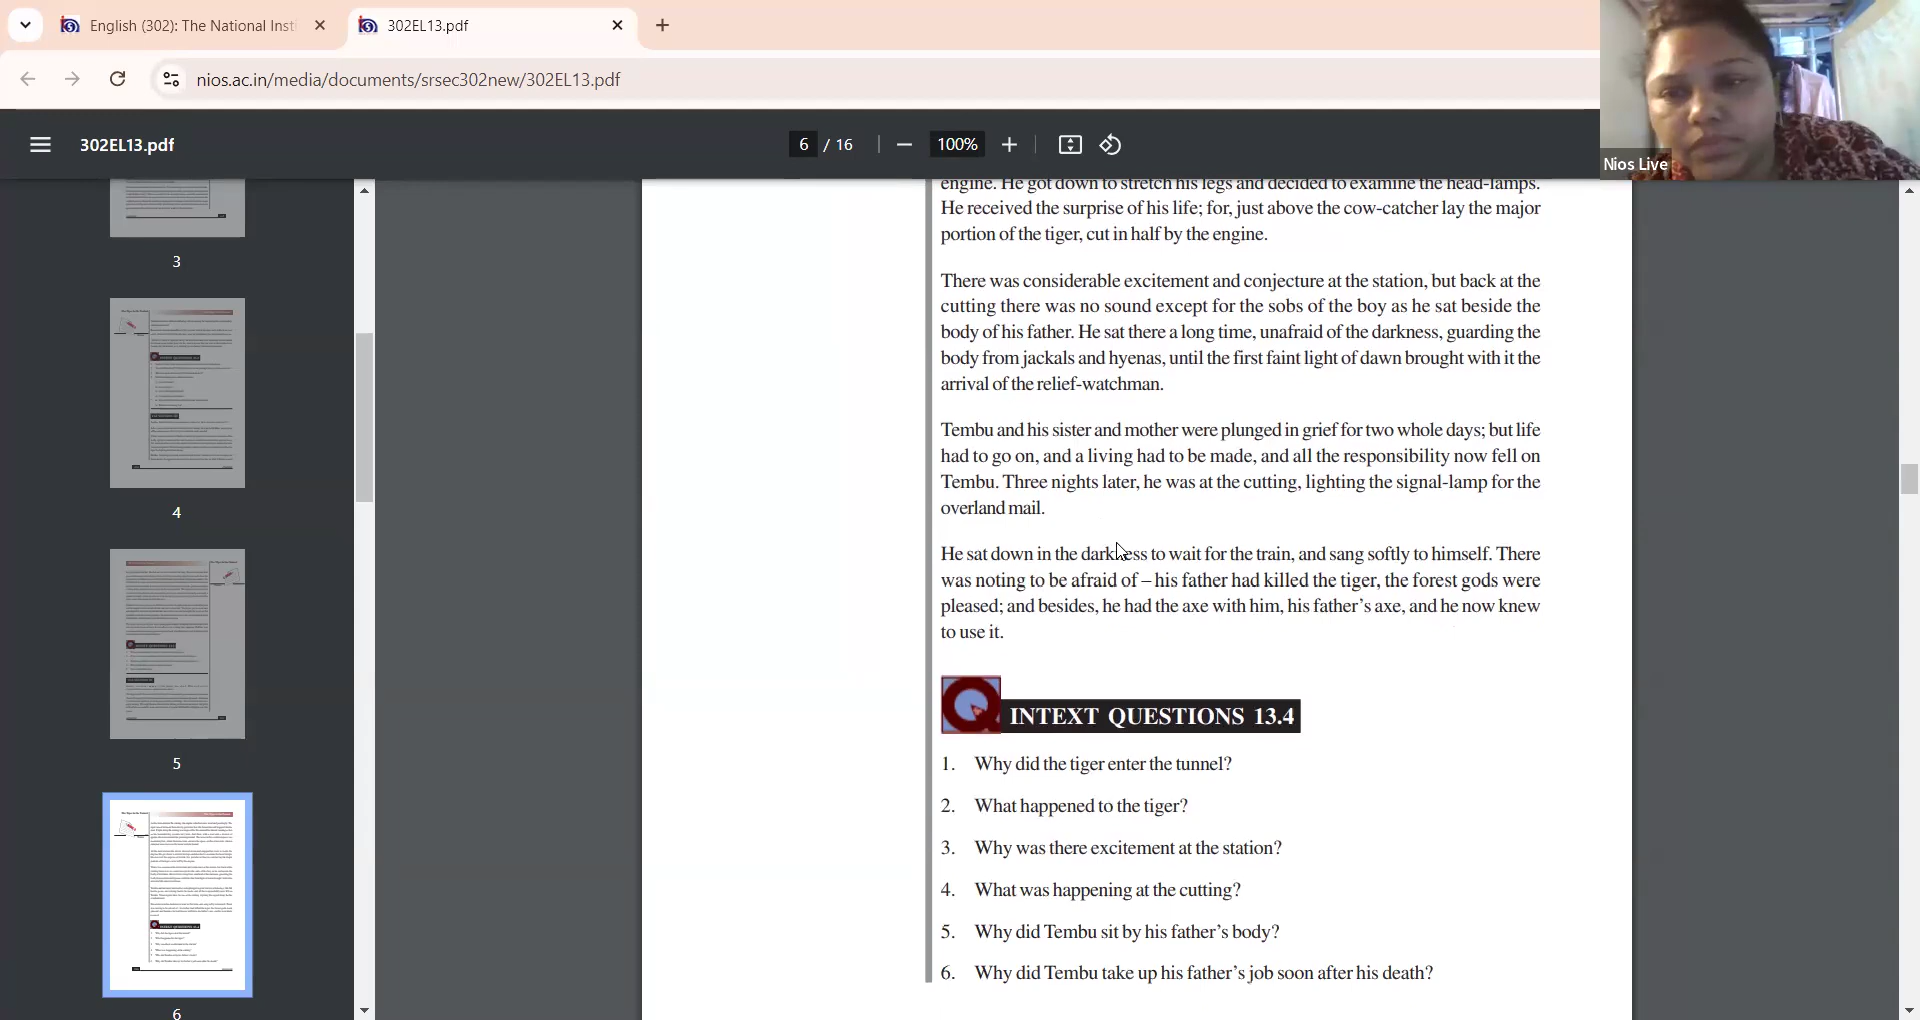 English (302): The National Insti
302EL13.pdf
nios.ac.in/media/documents/srsec302new/302EL13.pdf
302EL13.pdf
6 / 16
100%
Nios Live
3
4
5
6
engine. He got down to stretch his legs and decided to examine the head-lamps.
He received the surprise of his life; for, just above the cow-catcher lay the major
portion of the tiger, cut in half by the engine.
There was considerable excitement and conjecture at the station, but back at the
cutting there was no sound except for the sobs of the boy as he sat beside the
body of his father. He sat there a long time, unafraid of the darkness, guarding the
body from jackals and hyenas, until the first faint light of dawn brought with it the
arrival of the relief-watchman.
Tembu and his sister and mother were plunged in grief for two whole days; but life
had to go on, and a living had to be made, and all the responsibility now fell on
Tembu. Three nights later, he was at the cutting, lighting the signal-lamp for the
overland mail.
He sat down in the darkness to wait for the train, and sang softly to himself. There
was noting to be afraid of – his father had killed the tiger, the forest gods were
pleased; and besides, he had the axe with him, his father's axe, and he now knew
to use it.
INTEXT QUESTIONS 13.4
1. Why did the tiger enter the tunnel?
2. What happened to the tiger?
3. Why was there excitement at the station?
4. What was happening at the cutting?
5. Why did Tembu sit by his father's body?
6. Why did Tembu take up his father's job soon after his death?